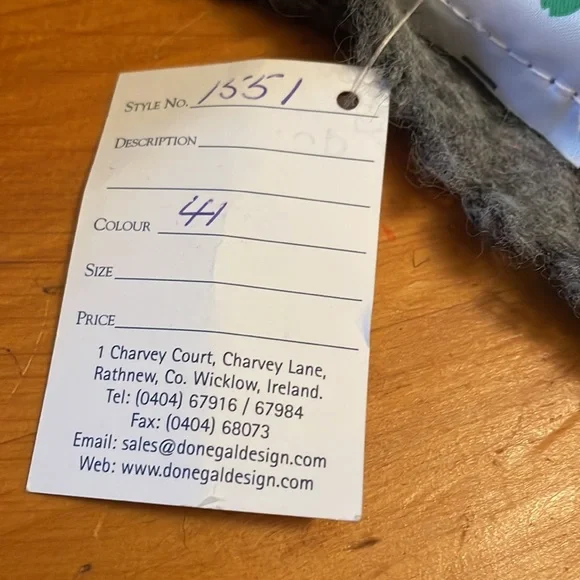 STYLE NO. 1551
DESCRIPTION
COLOUR 41
SIZE
PRICE
1 Charvey Court, Charvey Lane,
Rathnew, Co. Wicklow, Ireland.
Tel: (0404) 67916 / 67984
Fax: (0404) 68073
Email: sales@donegaldesign.com
Web: www.donegaldesign.com